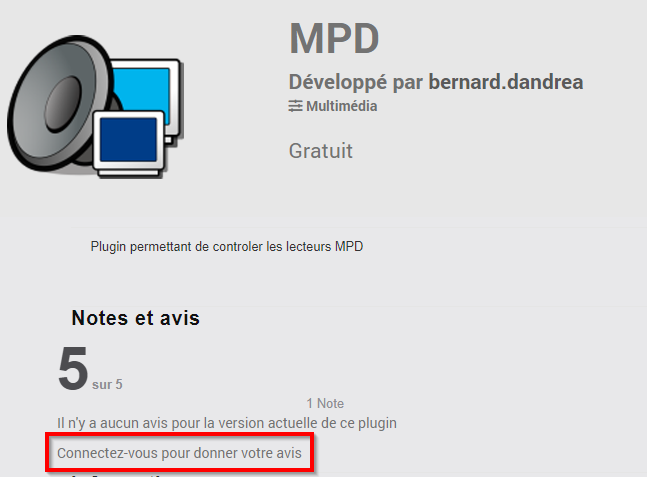 MPD
Développé par bernard.dandrea
Multimédia
Gratuit
Plugin permettant de controler les lecteurs MPD
Notes et avis
5 sur 5
1 Note
Il n'y a aucun avis pour la version actuelle de ce plugin
Connectez-vous pour donner votre avis